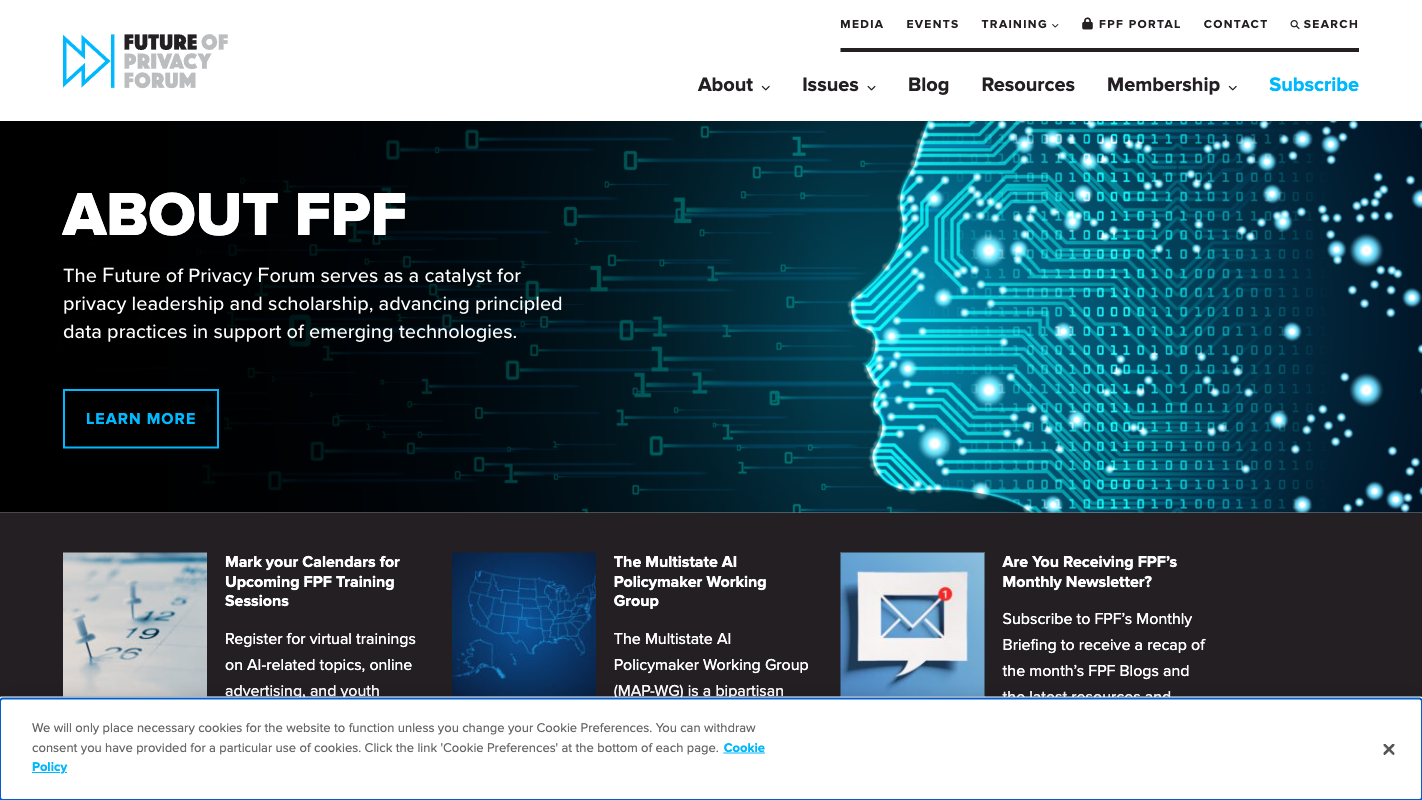 MEDIA EVENTS TRAINING FPF PORTAL CONTACT SEARCH
FUTURE OF
PRIVACY
FORUM
About Issues Blog Resources Membership Subscribe
ABOUT FPF
The Future of Privacy Forum serves as a catalyst for
privacy leadership and scholarship, advancing principled
data practices in support of emerging technologies.
LEARN MORE
Mark your Calendars for
Upcoming FPF Training
Sessions
Register for virtual trainings
on AI-related topics, online
advertising, and youth
12
19
26
The Multistate AI
Policymaker Working
Group
The Multistate AI
Policymaker Working Group
(MAP-WG) is a bipartisan
1
Are You Receiving FPF's
Monthly Newsletter?
Subscribe to FPF's Monthly
Briefing to receive a recap of
the month's FPF Blogs and
the latest resources and
We will only place necessary cookies for the website to function unless you change your Cookie Preferences. You can withdraw
consent you have provided for a particular use of cookies. Click the link 'Cookie Preferences' at the bottom of each page. Cookie
Policy